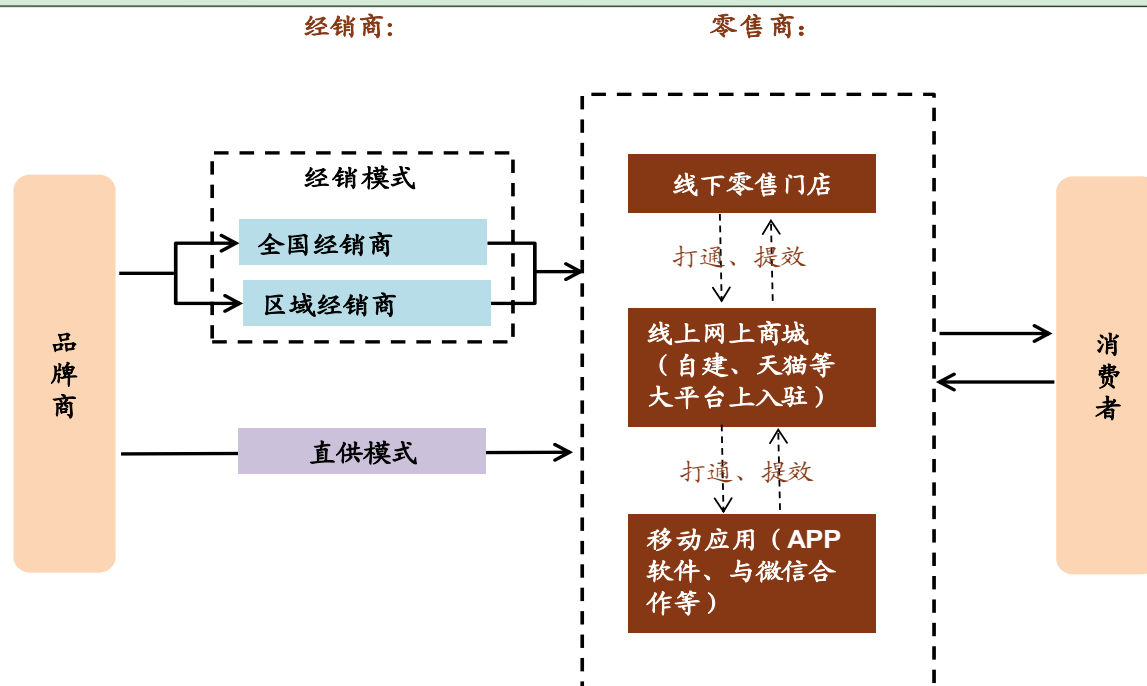 经销商:
零售商：
品牌商
经销模式
全国经销商
区域经销商
直供模式
线下零售门店
打通、提效
线上网上商城
（自建、天猫等
大平台上入驻）
打通、提效
移动应用（APP
软件、与微信合
作等）
消费者